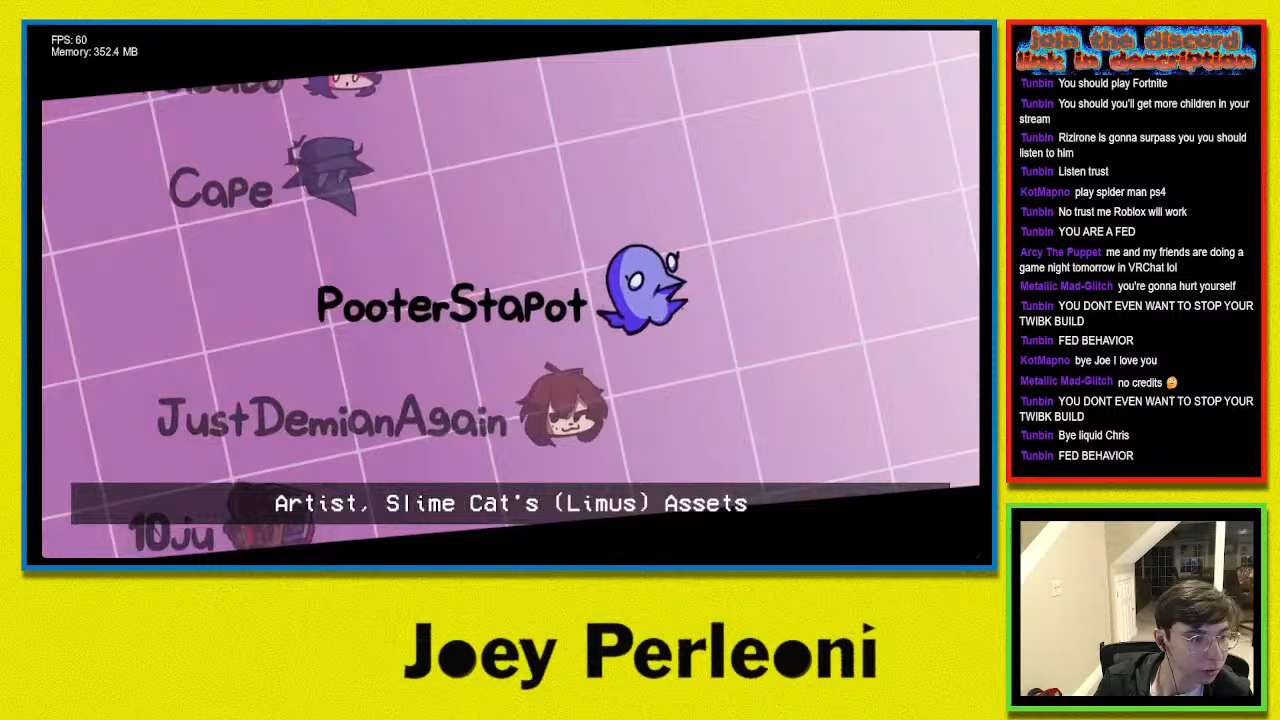 FPS: 60
Memory: 352.4 MB
Cape
PooterStapot
JustDemianAgain
10ju
Artist, Slime Cat's (Limus) Assets
join the discord
link in description
Tunbin You should play Fortnite
Tunbin You should you'll get more children in your
stream
Tunbin Rizirone is gonna surpass you you should
listen to him
Tunbin Listen trust
KotMapno play spider man ps4
Tunbin No trust me Roblox will work
Tunbin YOU ARE A FED
Arcy The Puppet me and my friends are doing a
game night tomorrow in VRChat lol
Metallic Mad-Glitch you're gonna hurt yourself
Tunbin YOU DONT EVEN WANT TO STOP YOUR
TWIBK BUILD
Tunbin FED BEHAVIOR
KotMapno bye Joe I love you
Metallic Mad-Glitch no credits
Tunbin YOU DONT EVEN WANT TO STOP YOUR
TWIBK BUILD
Tunbin Bye liquid Chris
Tunbin FED BEHAVIOR
Joey Perleoni